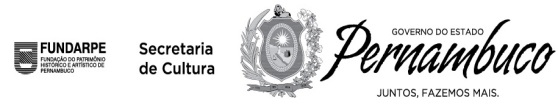 FUNDARPE
FUNDAÇÃO DO PATRIMÔNIO
HISTÓRICO E ARTÍSTICO DE
PERNAMBUCO
Secretaria
de Cultura
GOVERNO DO ESTADO
Pernambuco
JUNTOS, FAZEMOS MAIS.